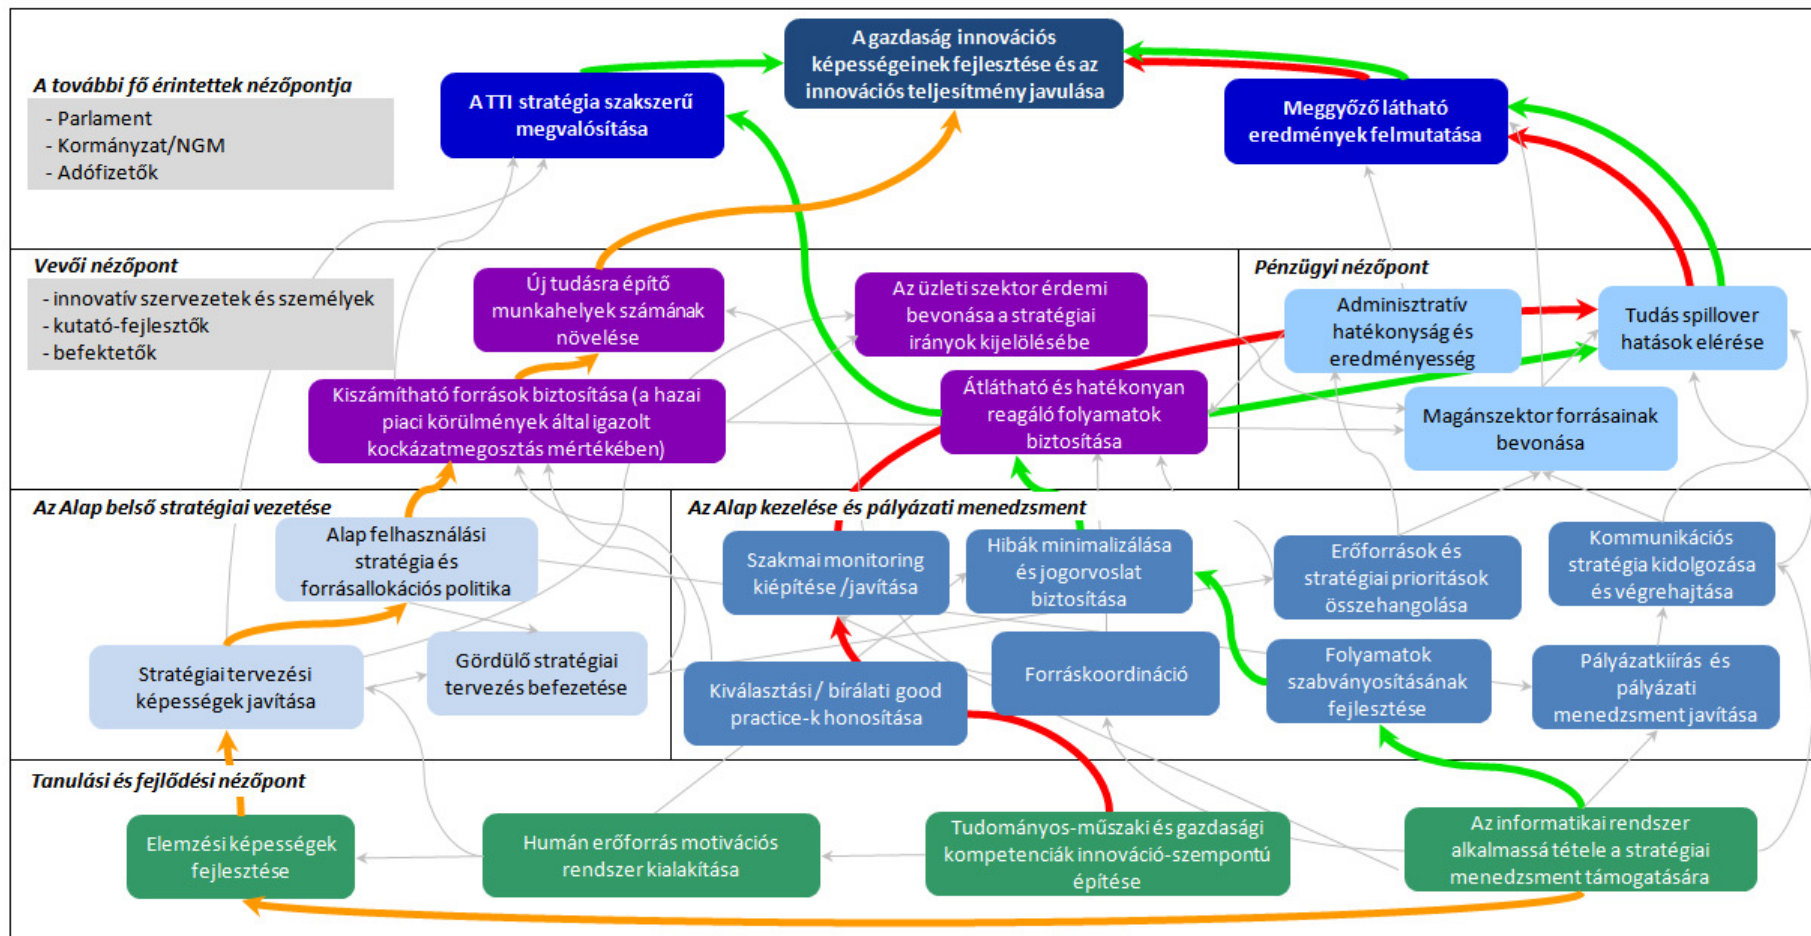 A gazdaság innovációs
képességeinek fejlesztése és az
innovációs teljesítmény javulása
A további fő érintettek nézőpontja
- Parlament
- Kormányzat/NGM
- Adófizetők
A TTI stratégia szakszerű
megvalósítása
Meggyőző látható
eredmények felmutatása
Vevői nézőpont
- innovatív szervezetek és személyek
- kutató-fejlesztők
- befektetők
Új tudásra építő
munkahelyek számának
növelése
Az üzleti szektor érdemi
bevonása a stratégiai
irányok kijelölésébe
Kiszámítható források biztosítása (a hazai
piaci körülmények által igazolt
kockázatmegosztás mértékében)
Átlátható és hatékonyan
reagáló folyamatok
biztosítása
Pénzügyi nézőpont
Adminisztratív
hatékonyság és
eredményesség
Tudás spillover
hatások elérése
Magánszektor forrásainak
bevonása
Az Alap belső stratégiai vezetése
Alap felhasználási
stratégia és
forrásallokációs politika
Stratégiai tervezési
képességek javítása
Gördülő stratégiai
tervezés befezetése
Az Alap kezelése és pályázati menedzsment
Szakmai monitoring
kiépítése /javítása
Hibák minimalizálása
és jogorvoslat
biztosítása
Erőforrások és
stratégiai prioritások
összehangolása
Kommunikációs
stratégia kidolgozása
és végrehajtása
Kiválasztási / bírálati good
practice-k honosítása
Forráskoordináció
Folyamatok
szabványosításának
fejlesztése
Pályázatkiírás és
pályázati
menedzsment javítása
Tanulási és fejlődési nézőpont
Elemzési képességek
fejlesztése
Humán erőforrás motivációs
rendszer kialakítása
Tudományos-műszaki és gazdasági
kompetenciák innováció-szempontú
építése
Az informatikai rendszer
alkalmassá tétele a stratégiai
menedzsment támogatására